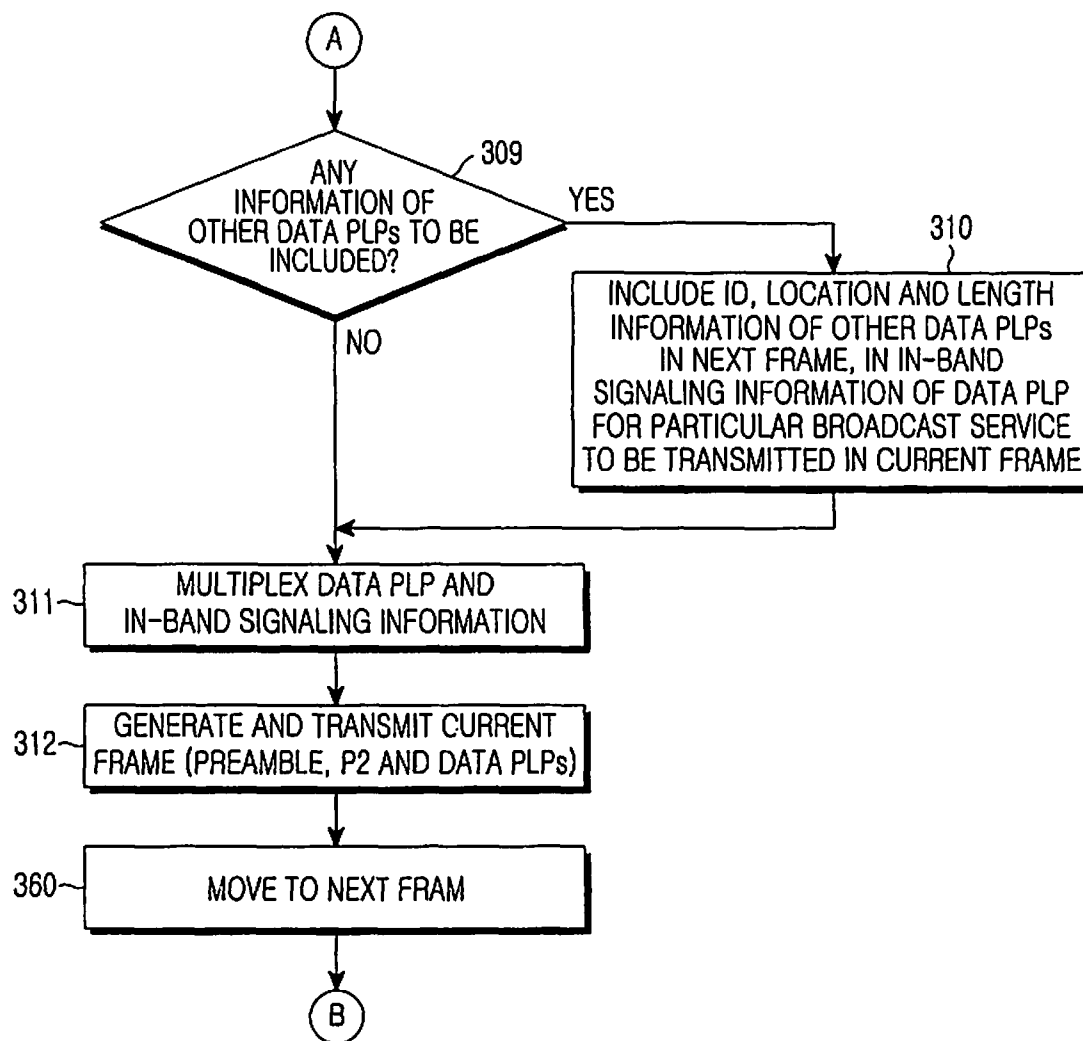 A
309
ANY
INFORMATION OF
OTHER DATA PLPs TO BE
INCLUDED?
YES
NO
310
INCLUDE ID, LOCATION AND LENGTH
INFORMATION OF OTHER DATA PLPs
IN NEXT FRAME, IN IN-BAND
SIGNALING INFORMATION OF DATA PLP
FOR PARTICULAR BROADCAST SERVICE
TO BE TRANSMITTED IN CURRENT FRAME
311
MULTIPLEX DATA PLP AND
IN-BAND SIGNALING INFORMATION
312
GENERATE AND TRANSMIT CURRENT
FRAME (PREAMBLE, P2 AND DATA PLPs)
360
MOVE TO NEXT FRAM
B